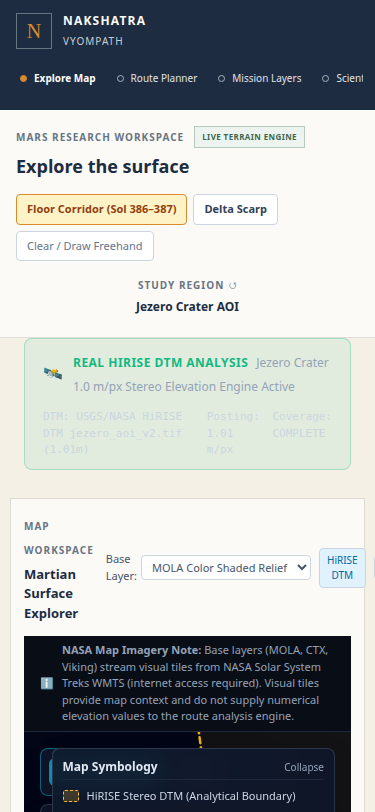 N
NAKSHATRA
VYOMPATH
Explore Map
Route Planner
Mission Layers
Scient
MARS RESEARCH WORKSPACE
LIVE TERRAIN ENGINE
Explore the surface
Floor Corridor (Sol 386–387)
Delta Scarp
Clear / Draw Freehand
STUDY REGION ↺
Jezero Crater AOI
REAL HIRISE DTM ANALYSIS Jezero Crater
1.0 m/px Stereo Elevation Engine Active
DTM: USGS/NASA HiRISE
DTM jezero_aoi_v2.tif
(1.01m)
Posting:
1.01
m/px
Coverage:
COMPLETE
MAP
WORKSPACE
Martian
Surface
Explorer
Base
Layer:
MOLA Color Shaded Relief
HiRISE
DTM
NASA Map Imagery Note: Base layers (MOLA, CTX,
Viking) stream visual tiles from NASA Solar System
Treks WMTS (internet access required). Visual tiles
provide map context and do not supply numerical
elevation values to the route analysis engine.
Map Symbology
Collapse
HiRISE Stereo DTM (Analytical Boundary)